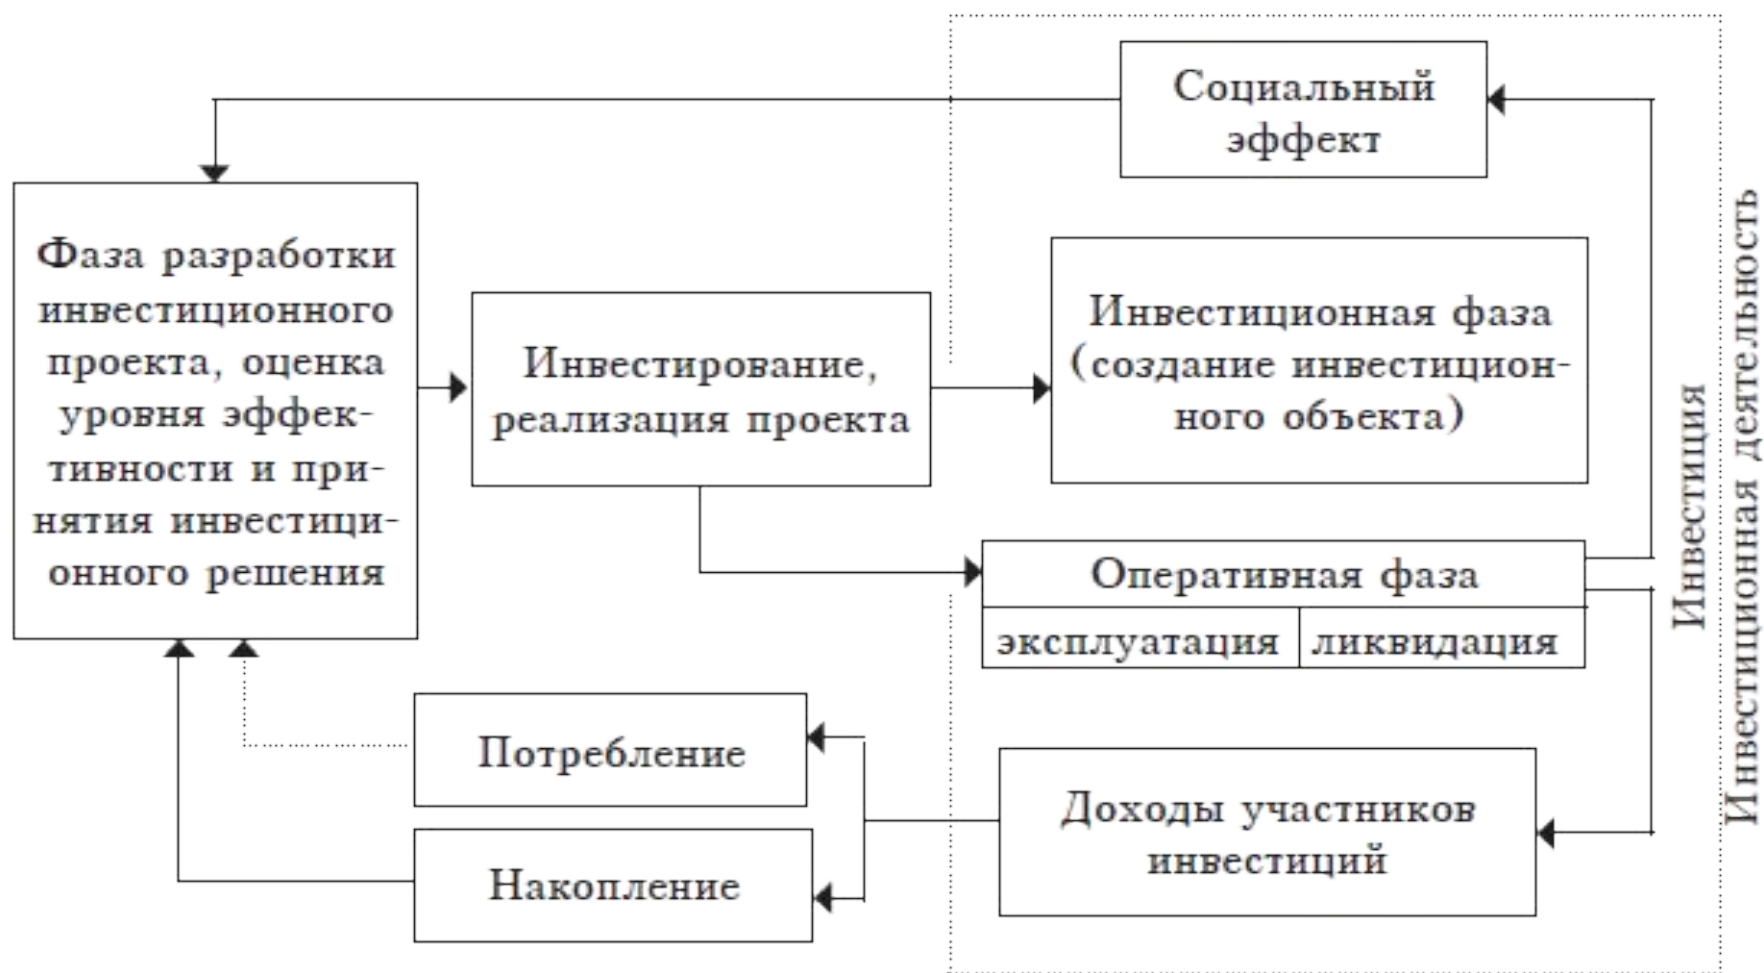 Социальный
эффект
Фаза разработки
инвестиционного
проекта, оценка
уровня эффек-
тивности и при-
нятия инвестици-
онного решения
Инвестирование,
реализация проекта
Инвестиционная фаза
(создание инвестицион-
ного объекта)
Оперативная фаза
эксплуатация
ликвидация
Потребление
Накопление
Доходы участников
инвестиций
Инвестиция
Инвестиционная деятельность